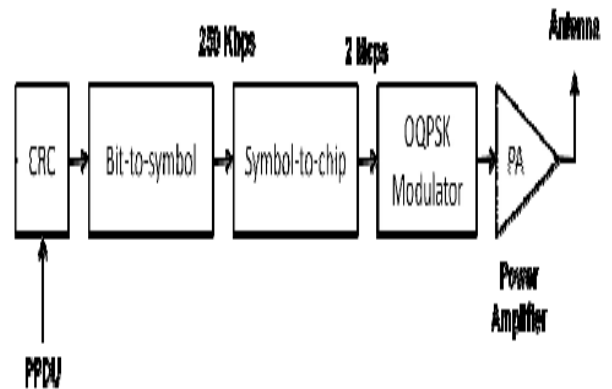 250 Kbps
2 Mcps
Antenna
CRC
Bit-to-symbol
Symbol-to-chip
OQPSK
Modulator
PA
Power
Amplifier
PPDU